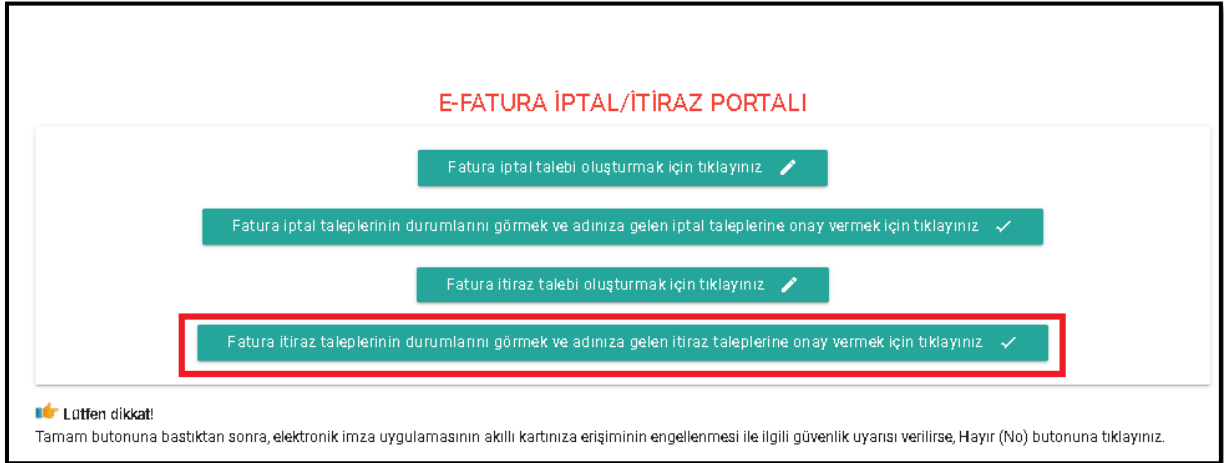 E-FATURA İPTAL/İTİRAZ PORTALI
Fatura iptal talebi oluşturmak için tıklayınız
Fatura iptal taleplerinin durumlarını görmek ve adınıza gelen iptal taleplerine onay vermek için tıklayınız
Fatura itiraz talebi oluşturmak için tıklayınız
Fatura itiraz taleplerinin durumlarını görmek ve adınıza gelen itiraz taleplerine onay vermek için tıklayınız
Lütfen dikkat!
Tamam butonuna bastıktan sonra, elektronik imza uygulamasının akıllı kartınıza erişiminin engellenmesi ile ilgili güvenlik uyarısı verilirse, Hayır (No) butonuna tıklayınız.